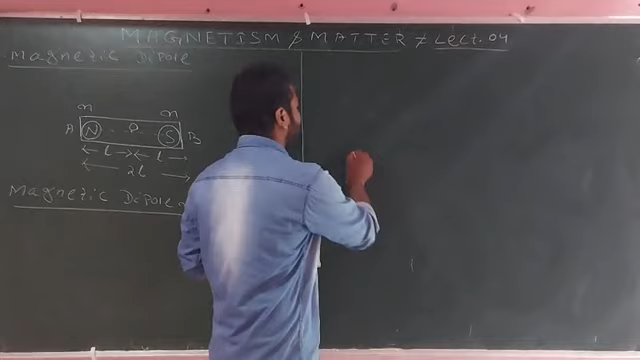 MAGNETISM & MATTER ≠ Lect. 04
Magnetic Dipole
m m
A N O S B
l l
2l
Magnetic Dipole